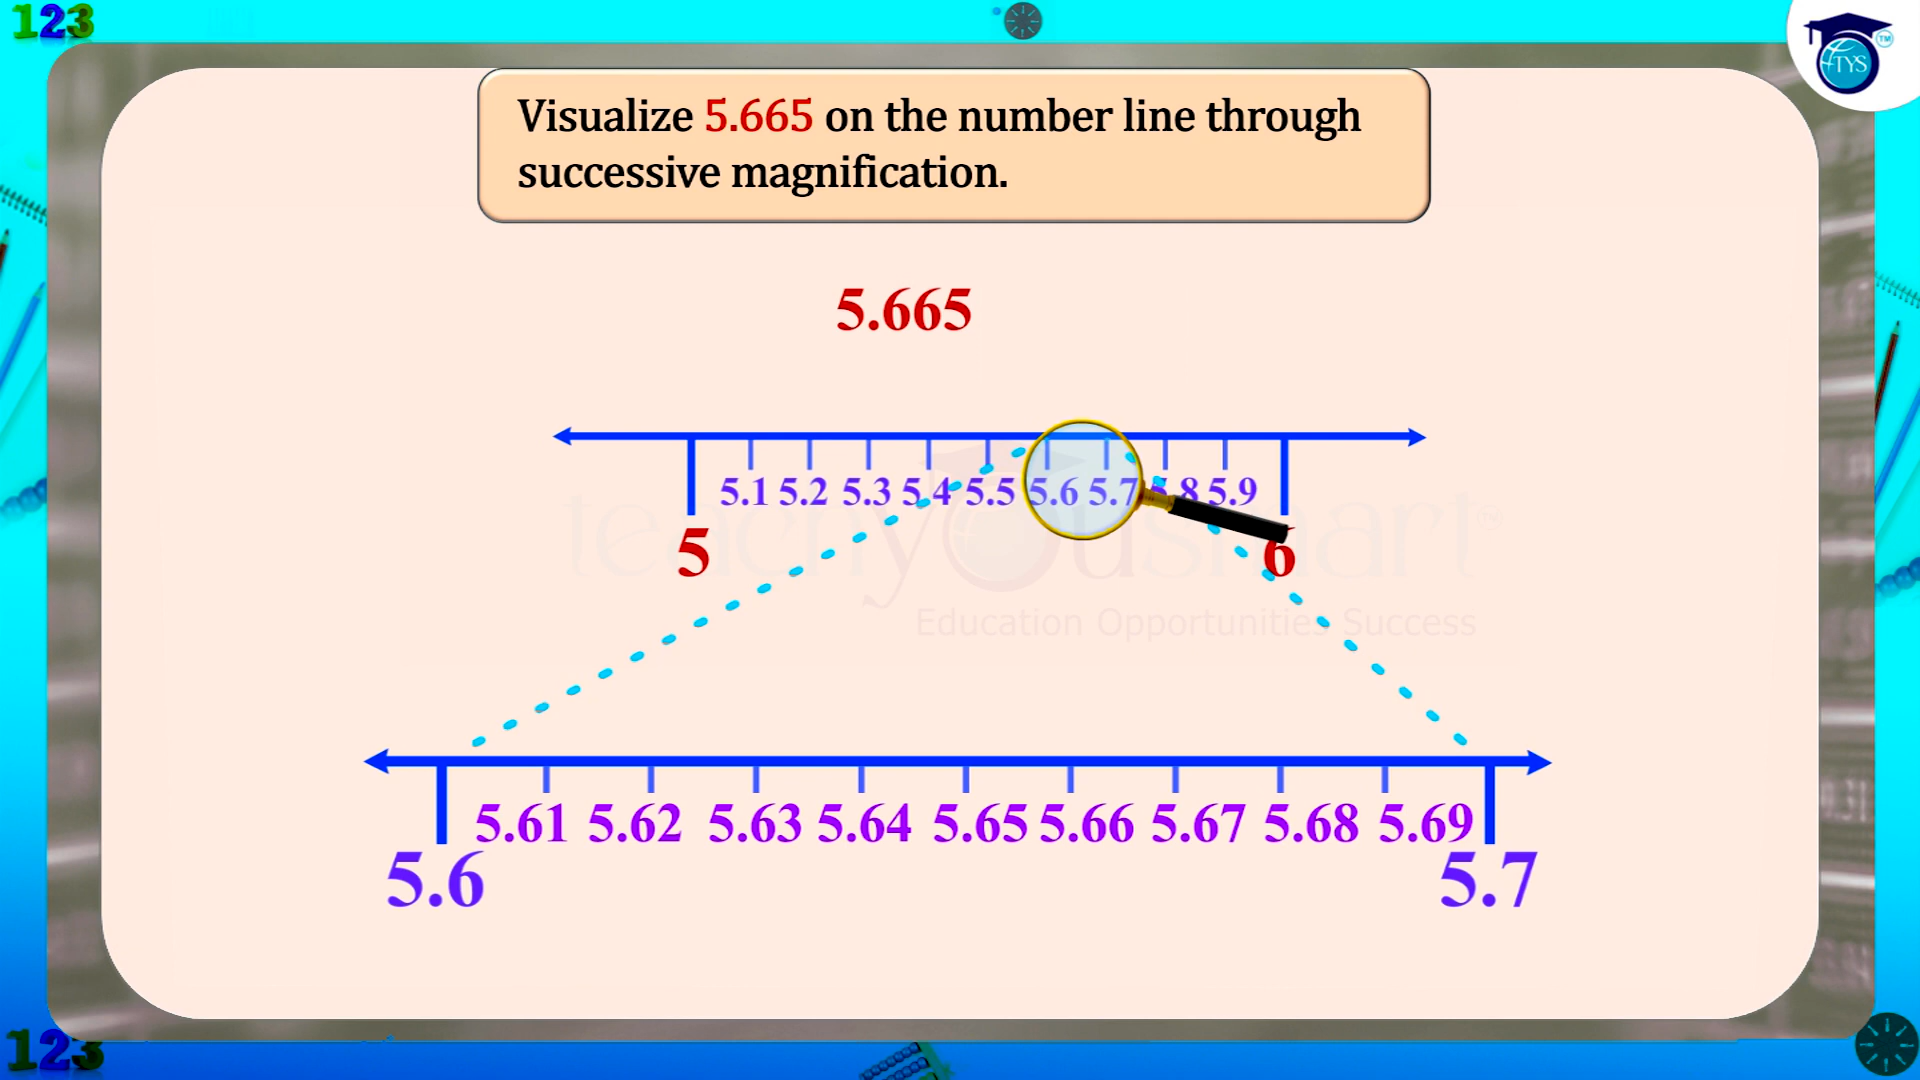 123
TYS
TM
Visualize 5.665 on the number line through
successive magnification.
5.665
5.1 5.2 5.3 5.4 5.5 5.6 5.7 5.8 5.9
5 6
teachyousmart
Education Opportunities Success
5.61 5.62 5.63 5.64 5.65 5.66 5.67 5.68 5.69
5.6 5.7
123